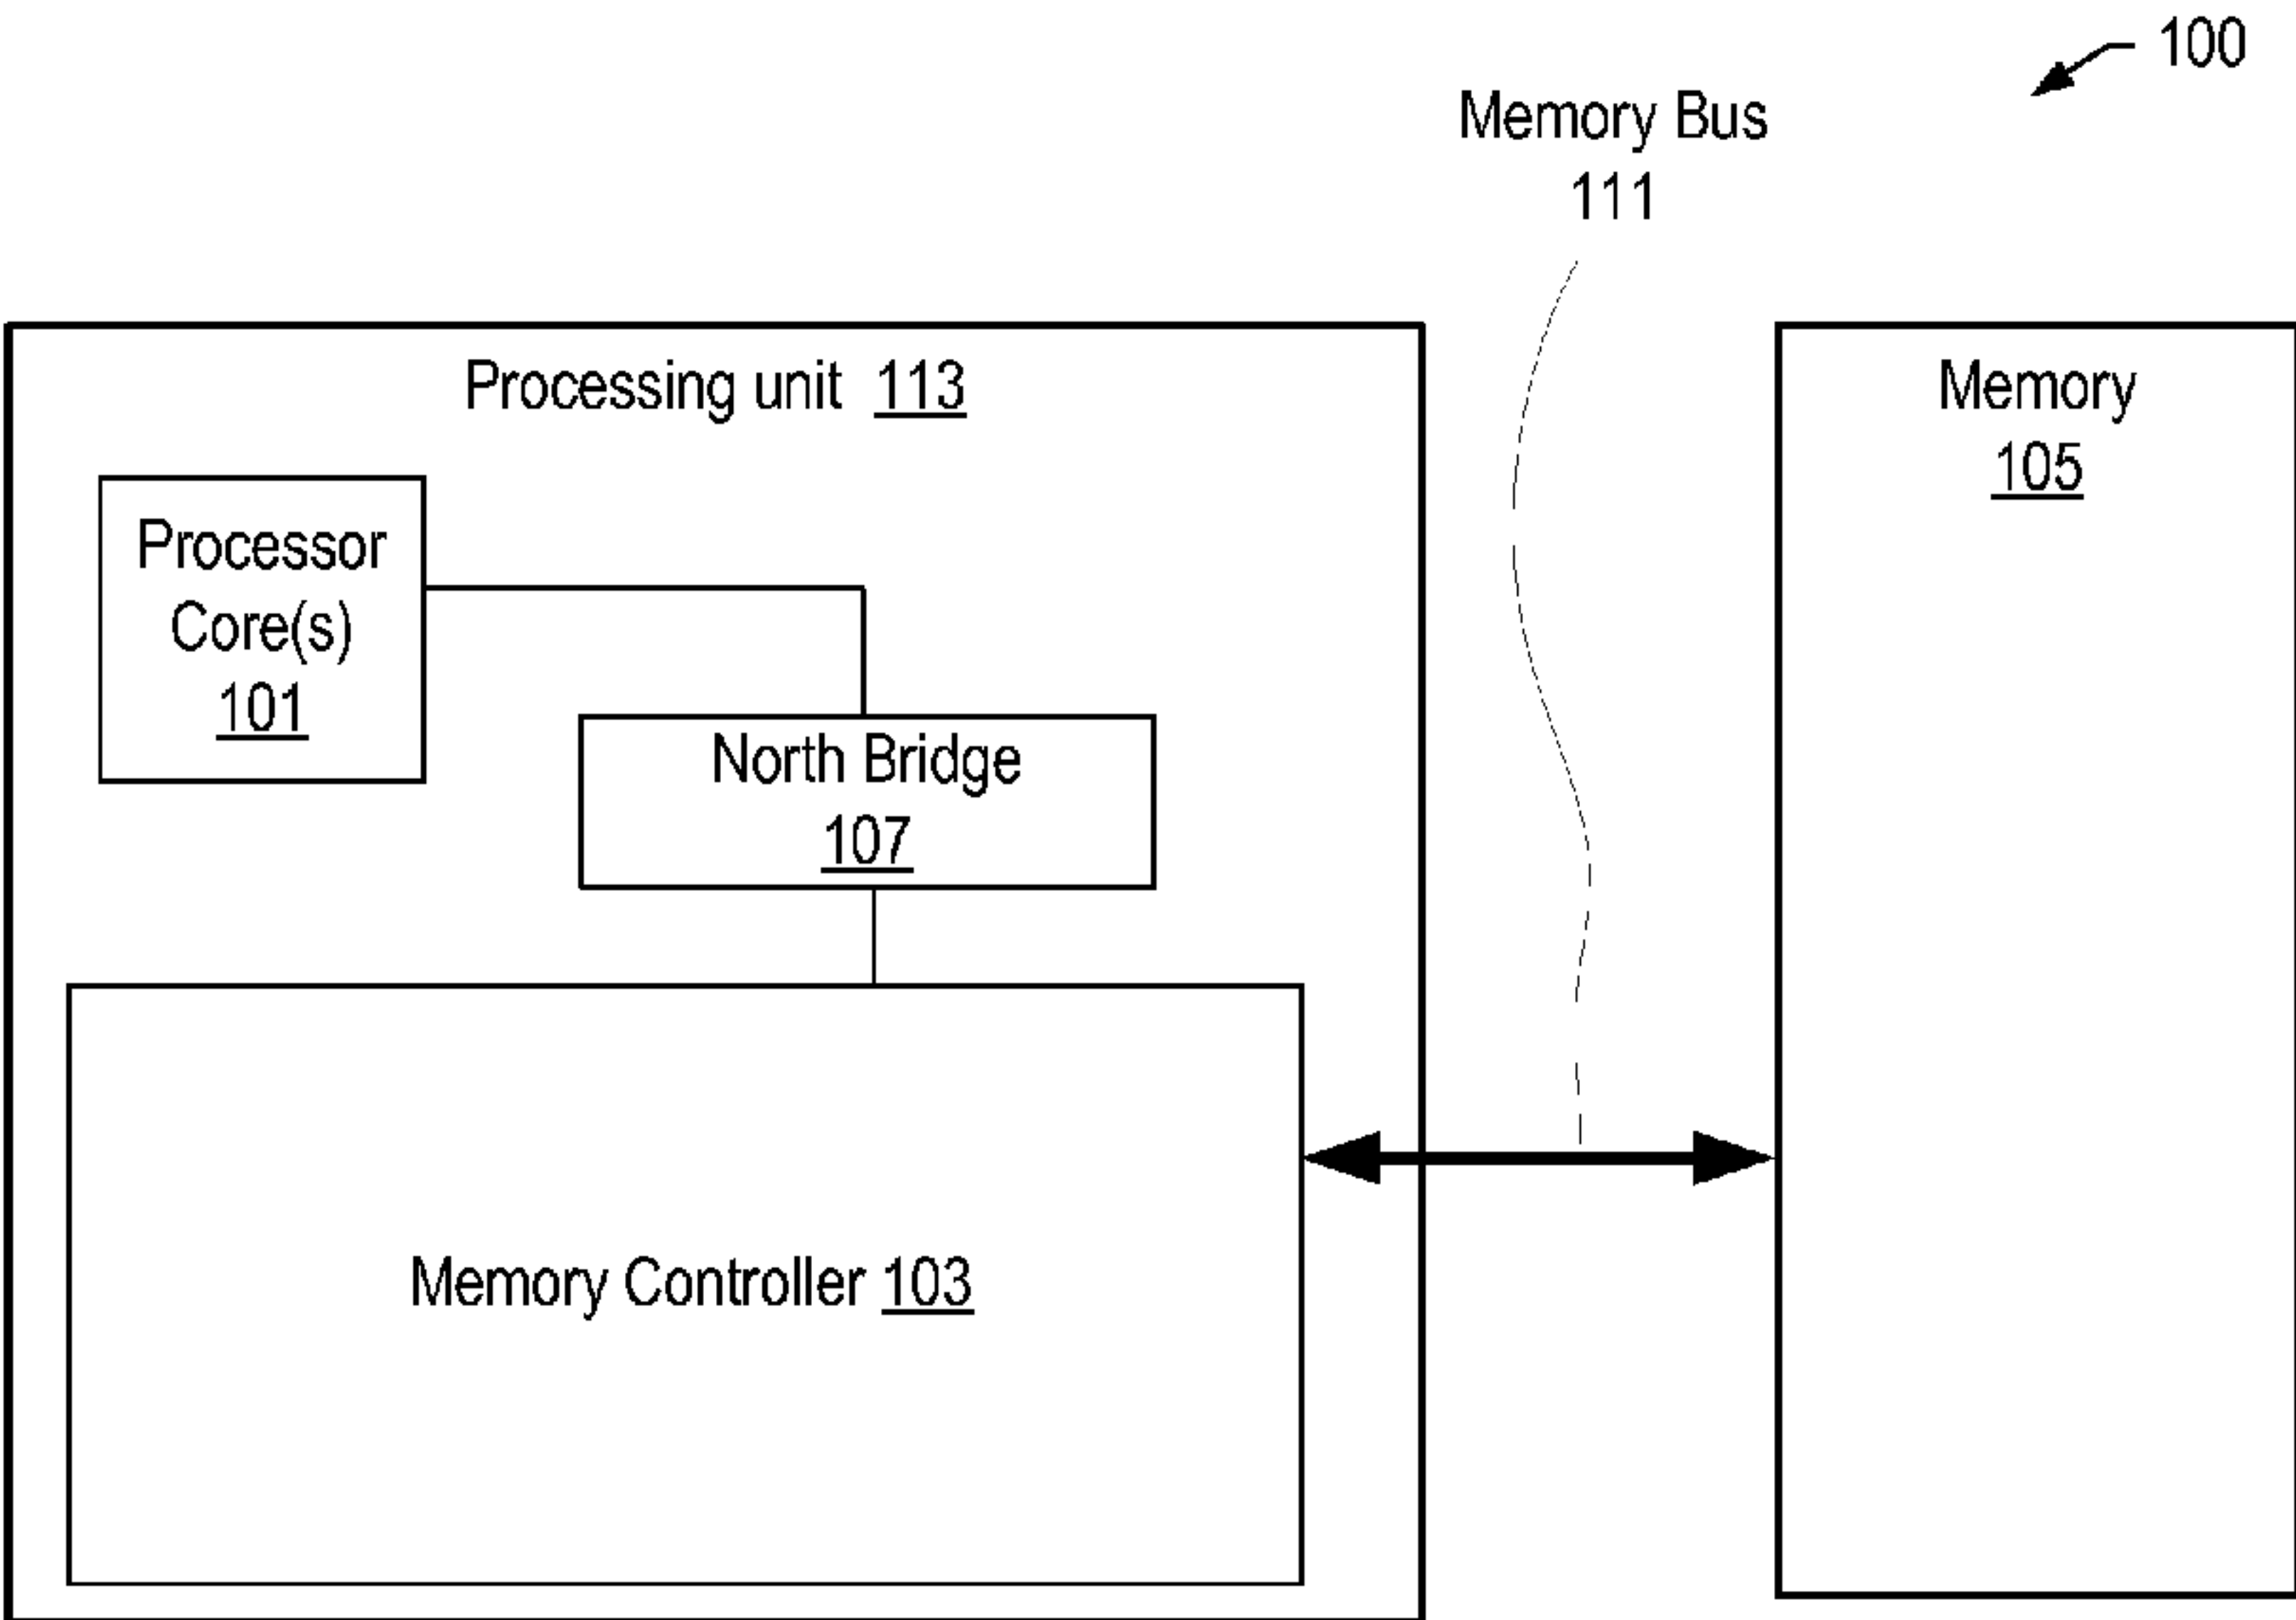 100
Memory Bus
111
Processing unit 113
Memory
105
Processor
Core(s)
101
North Bridge
107
Memory Controller 103